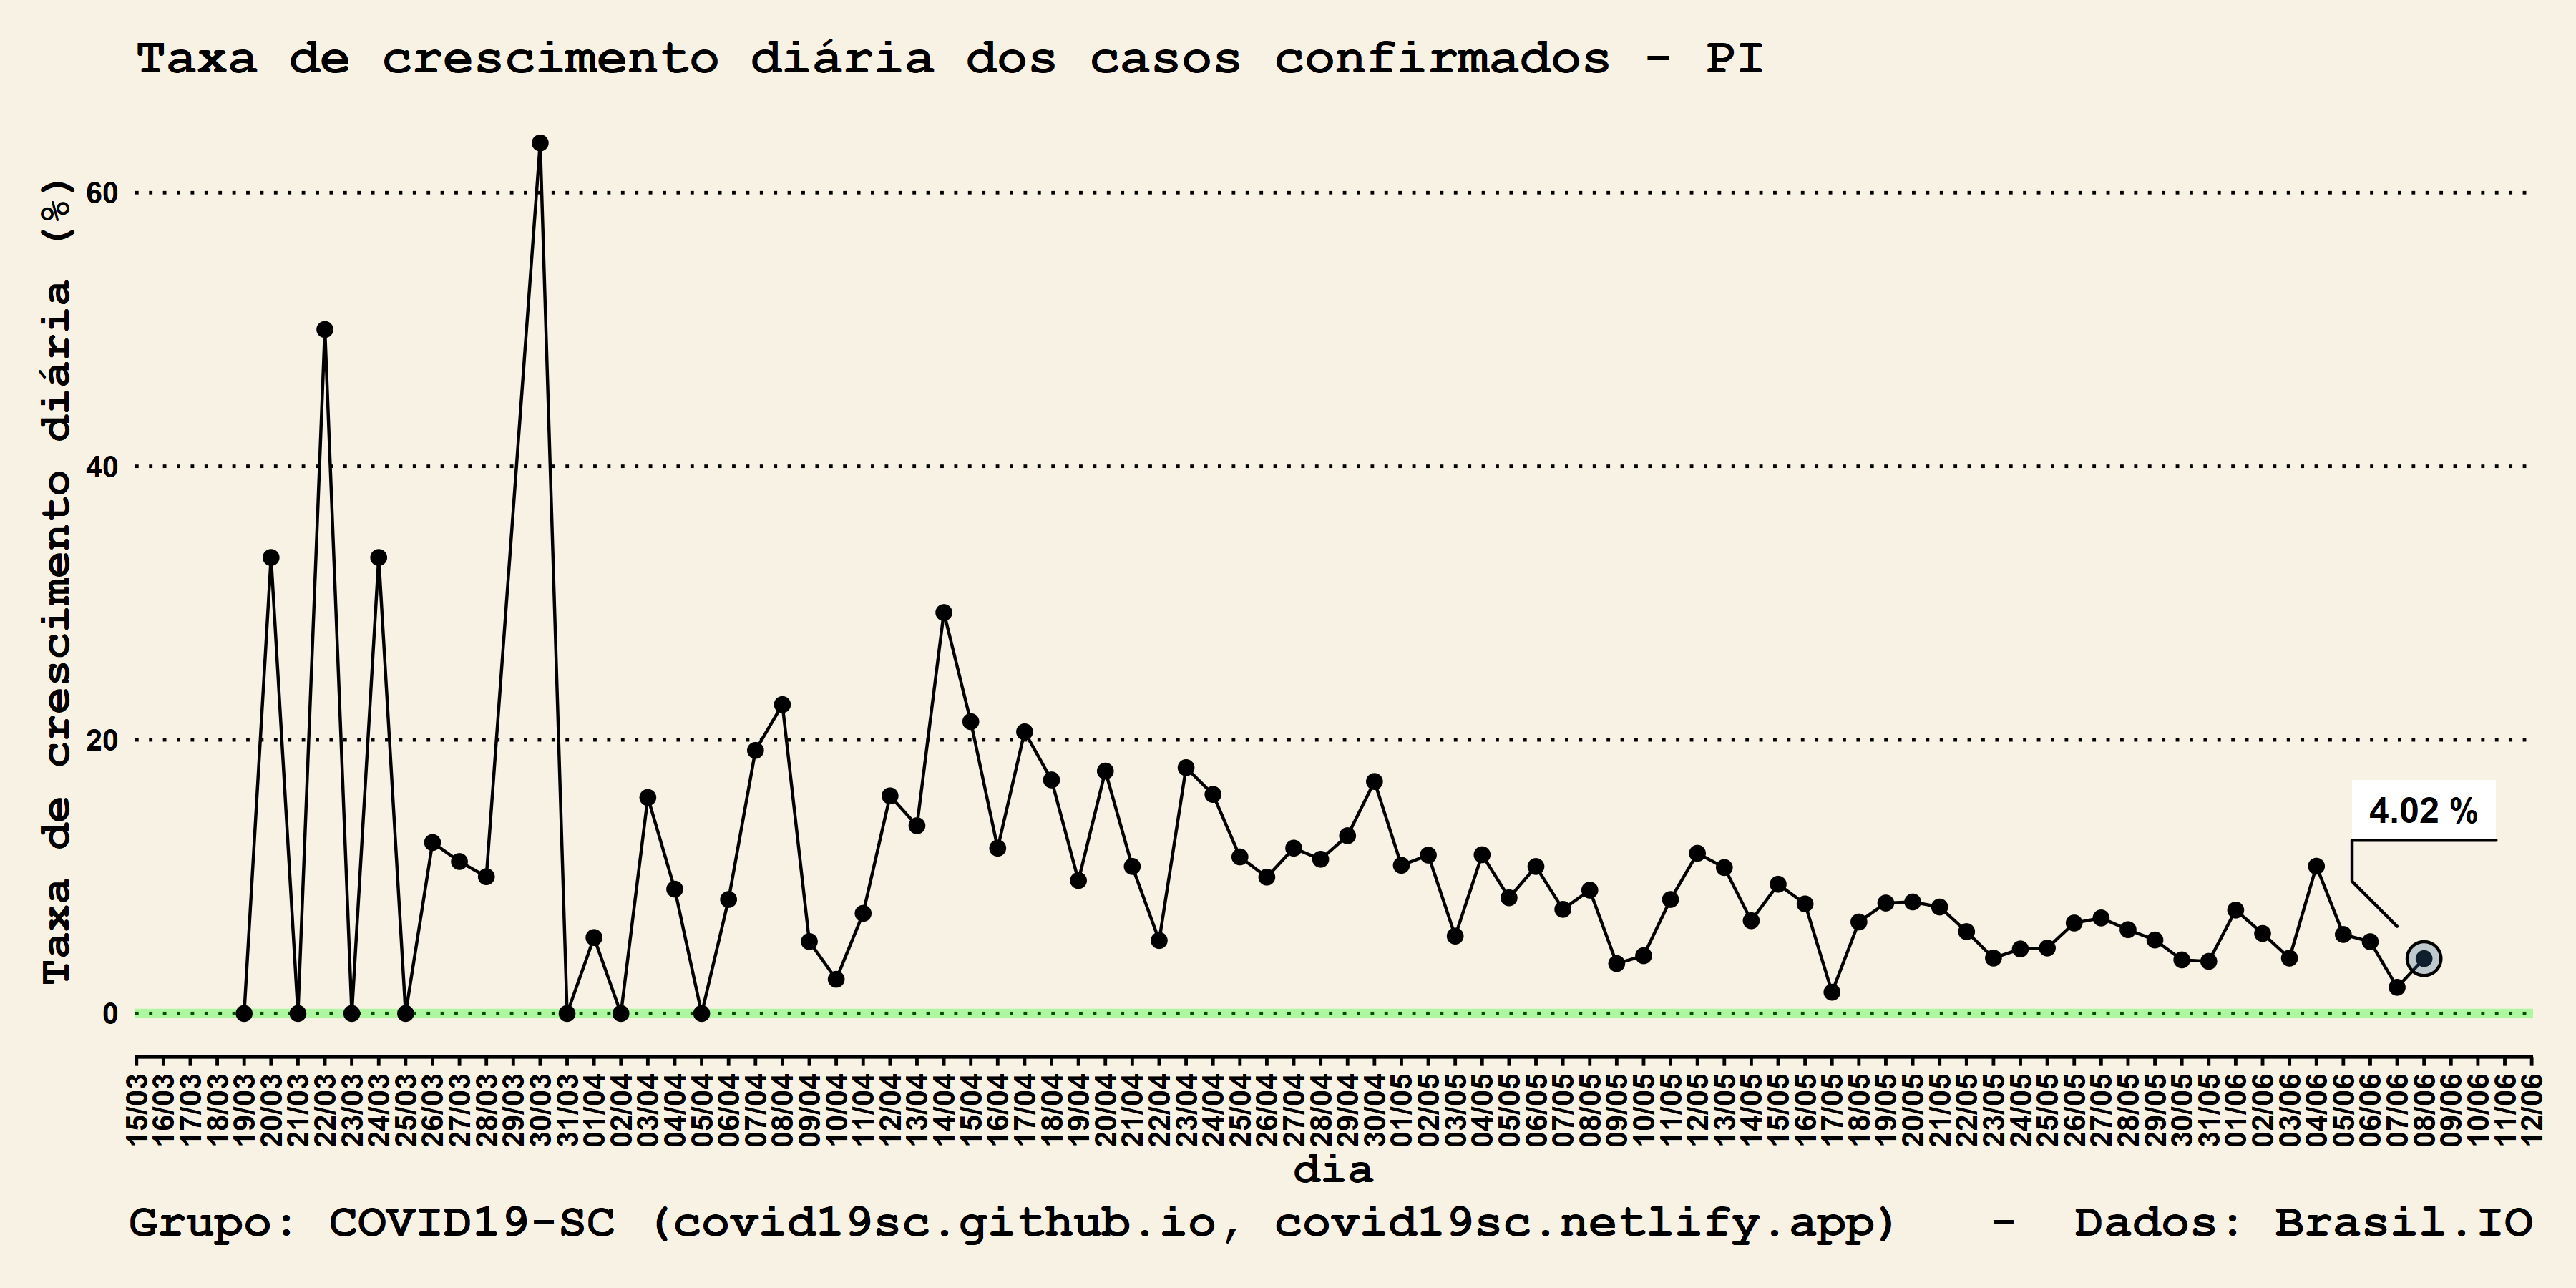 Taxa de crescimento diária dos casos confirmados - PI
Taxa de crescimento diária (%)
60
40
20
0
4.02 %
15/03 16/03 17/03 18/03 19/03 20/03 21/03 22/03 23/03 24/03 25/03 26/03 27/03 28/03 29/03 30/03 31/03 01/04 02/04 03/04 04/04 05/04 06/04 07/04 08/04 09/04 10/04 11/04 12/04 13/04 14/04 15/04 16/04 17/04 18/04 19/04 20/04 21/04 22/04 23/04 24/04 25/04 26/04 27/04 28/04 29/04 30/04 01/05 02/05 03/05 04/05 05/05 06/05 07/05 08/05 09/05 10/05 11/05 12/05 13/05 14/05 15/05 16/05 17/05 18/05 19/05 20/05 21/05 22/05 23/05 24/05 25/05 26/05 27/05 28/05 29/05 30/05 31/05 01/06 02/06 03/06 04/06 05/06 06/06 07/06 08/06 09/06 10/06 11/06 12/06
dia
Grupo: COVID19-SC (covid19sc.github.io, covid19sc.netlify.app) - Dados: Brasil.IO